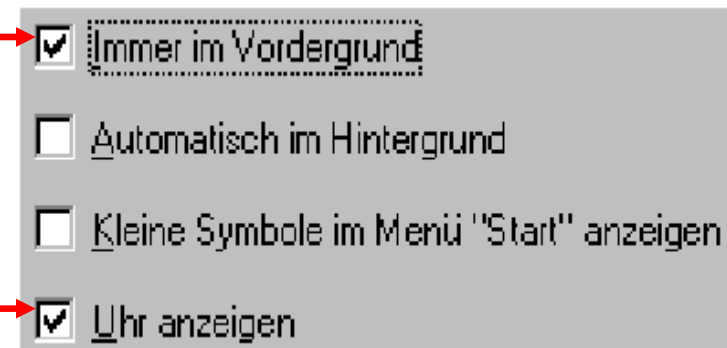 Immer im Vordergrund
Automatisch im Hintergrund
Kleine Symbole im Menü "Start" anzeigen
Uhr anzeigen